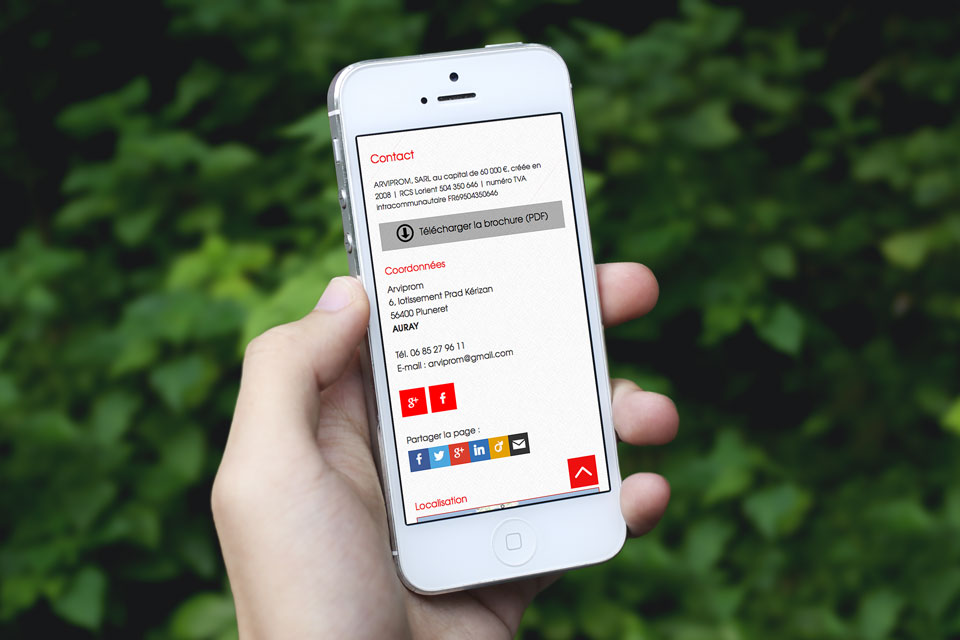 Contact
ARVIPROM, SARL au capital de 60 000 €. créée en
2008 | RCS Lorient 504 350 646 | numéro TVA
intracommunautaire FR69504350646
Télécharger la brochure (PDF)
Coordonnées
Arviprom
6, lotissement Prad Kérizan
56400 Pluneret
AURAY
Tél. 06 85 27 96 11
E-mail : arviprom@gmail.com
g+ f
Partager la page :
f g+ in
Localisation